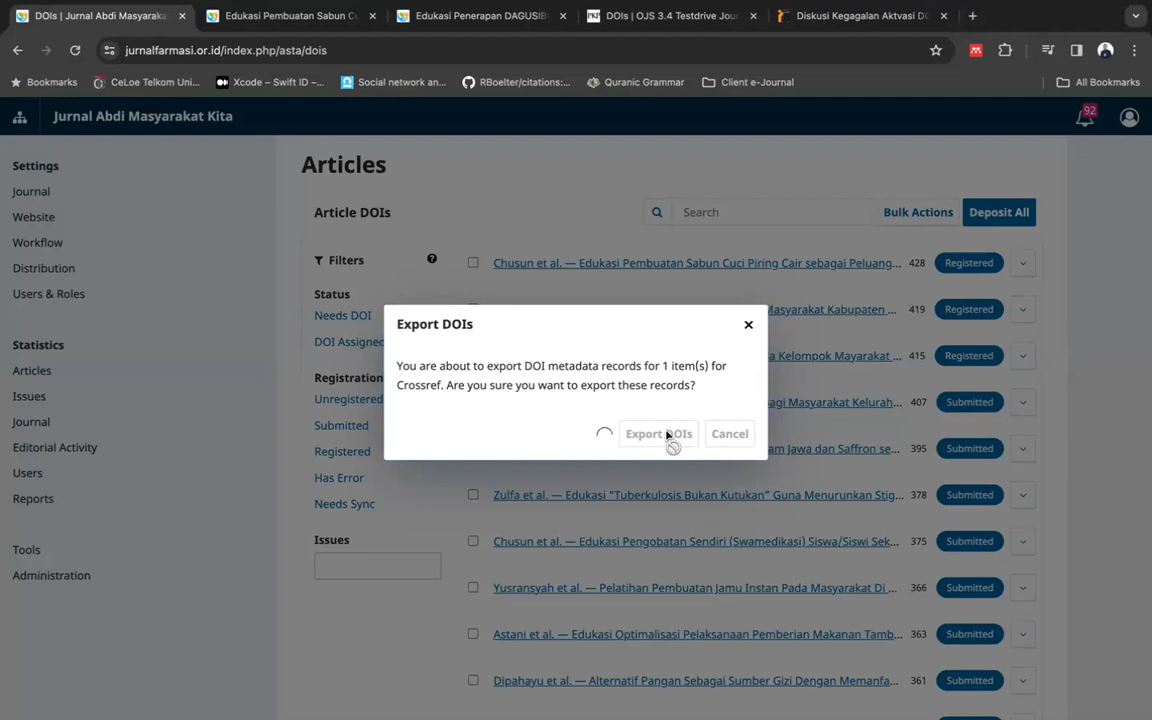 DOIs | Jurnal Abdi Masyaraka
Edukasi Pembuatan Sabun C
Edukasi Penerapan DAGUSIB
PKP DOIs | OJS 3.4 Testdrive Jour
Diskusi Kegagalan Aktvasi DO
jurnalfarmasi.or.id/index.php/asta/dois
Bookmarks
CeLoe Telkom Uni...
Xcode – Swift ID –...
Social network an...
RBoelter/citations:...
Quranic Grammar
Client e-Journal
All Bookmarks
Jurnal Abdi Masyarakat Kita
92
Settings
Journal
Website
Workflow
Distribution
Users & Roles
Statistics
Articles
Issues
Journal
Editorial Activity
Users
Reports
Tools
Administration
Articles
Article DOIs
Search
Bulk Actions
Deposit All
Filters
Status
Needs DOI
DOI Assigned
Registration
Unregistered
Submitted
Registered
Has Error
Needs Sync
Issues
Chusun et al. — Edukasi Pembuatan Sabun Cuci Piring Cair sebagai Peluang... 428 Registered
Masyarakat Kabupaten ... 419 Registered
a Kelompok Mayarakat ... 415 Registered
agi Masyarakat Kelurah... 407 Submitted
am Jawa dan Saffron se... 395 Submitted
Zulfa et al. — Edukasi "Tuberkulosis Bukan Kutukan" Guna Menurunkan Stig... 378 Submitted
Chusun et al. — Edukasi Pengobatan Sendiri (Swamedikasi) Siswa/Siswi Sek... 375 Submitted
Yusransyah et al. — Pelatihan Pembuatan Jamu Instan Pada Masyarakat Di ... 366 Submitted
Astani et al. — Edukasi Optimalisasi Pelaksanaan Pemberian Makanan Tamb... 363 Submitted
Dipahayu et al. — Alternatif Pangan Sebagai Sumber Gizi Dengan Memanfa... 361 Submitted
Export DOIs
You are about to export DOI metadata records for 1 item(s) for
Crossref. Are you sure you want to export these records?
Export DOIs
Cancel